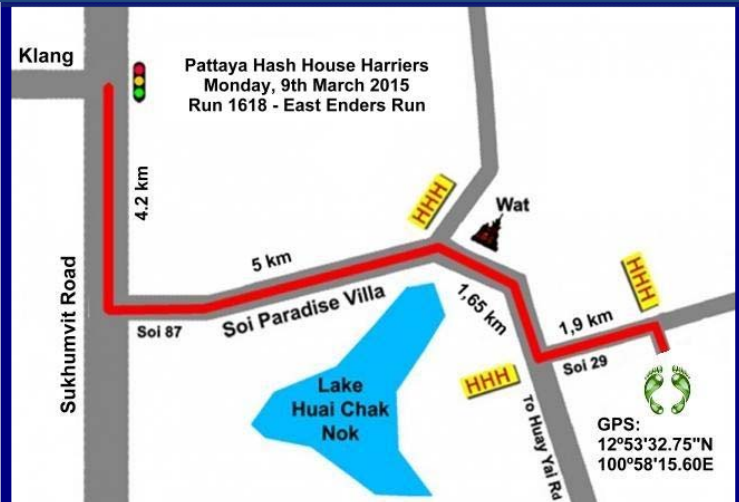 Klang
Pattaya Hash House Harriers
Monday, 9th March 2015
Run 1618 - East Enders Run
4.2 km
HHH
Wat
5 km
HHH
Sukhumvit Road
Soi Paradise Villa
1,65 km
1,9 km
Soi 87
Soi 29
HHH
Lake
Huai Chak
Nok
To Huay Yai Rd
GPS:
12º53'32.75"N
100º58'15.60E